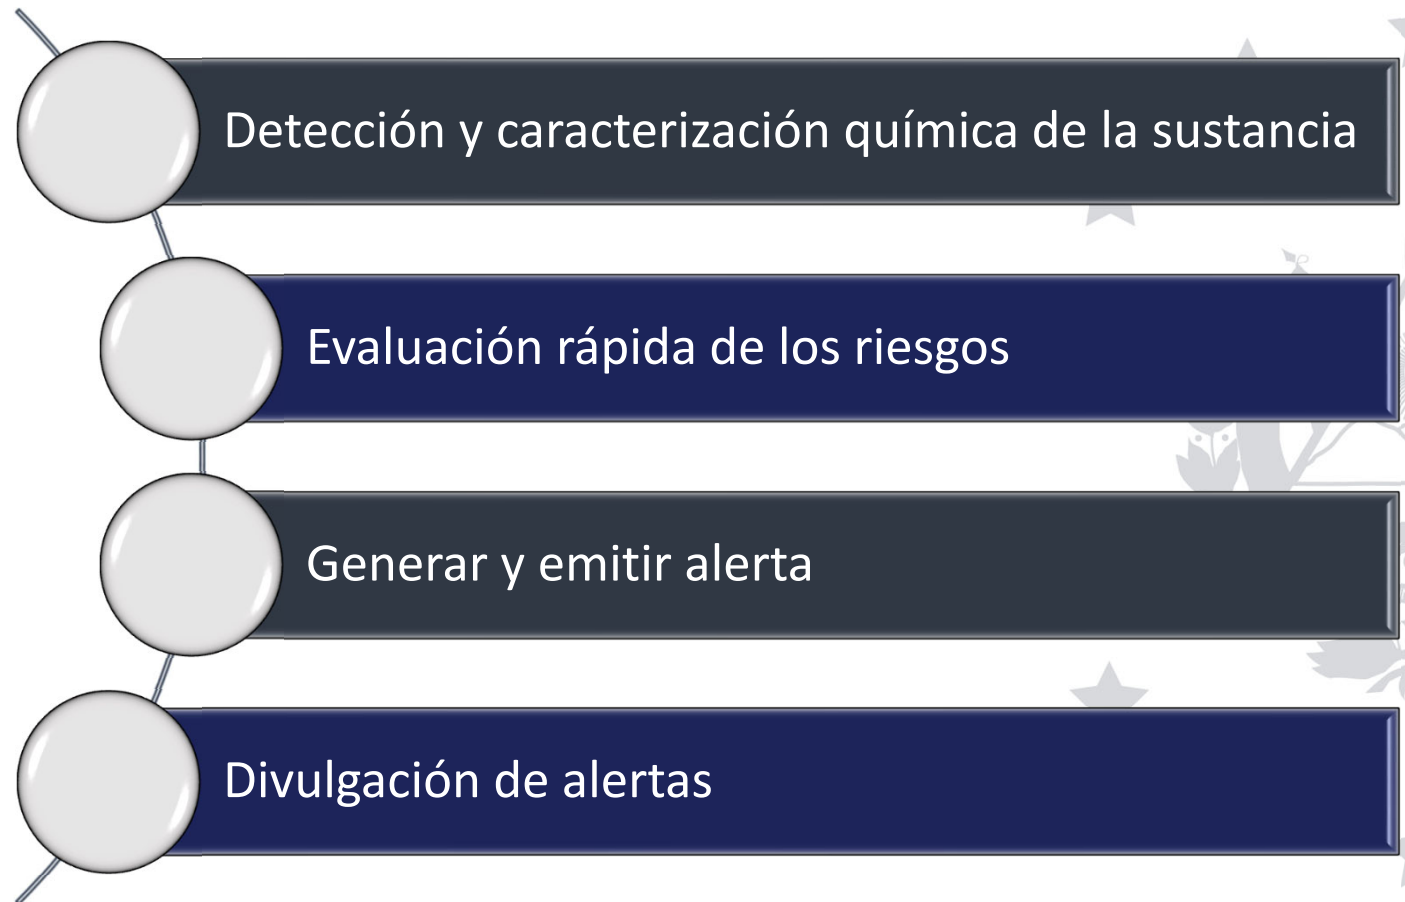 Detección y caracterización química de la sustancia
Evaluación rápida de los riesgos
Generar y emitir alerta
Divulgación de alertas